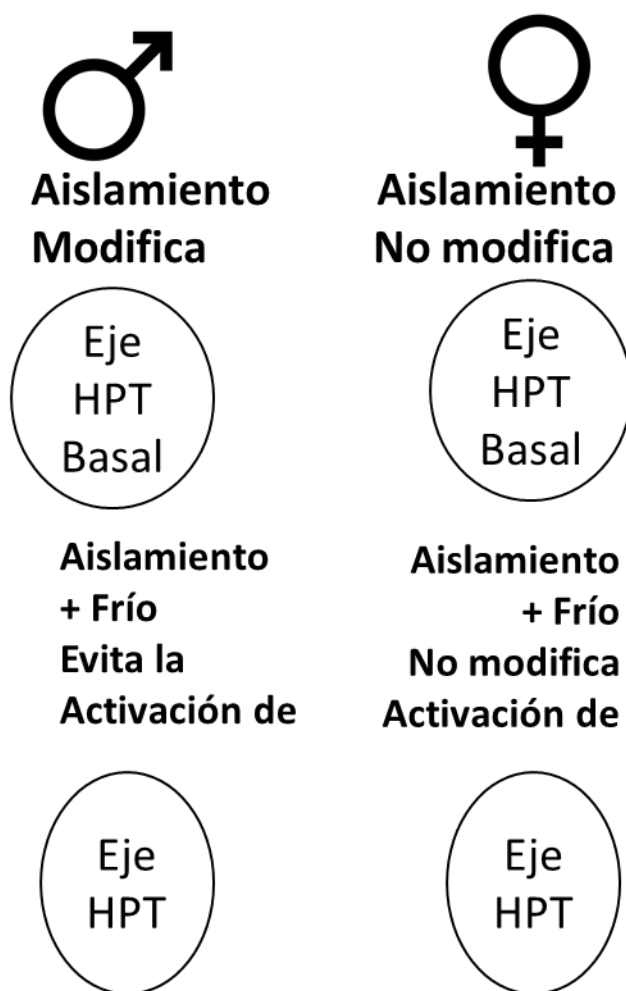 Aislamiento
Modifica
Eje
HPT
Basal
Aislamiento
+ Frío
Evita la
Activación de
Eje
HPT
Aislamiento
No modifica
Eje
HPT
Basal
Aislamiento
+ Frío
No modifica
Activación de
Eje
HPT